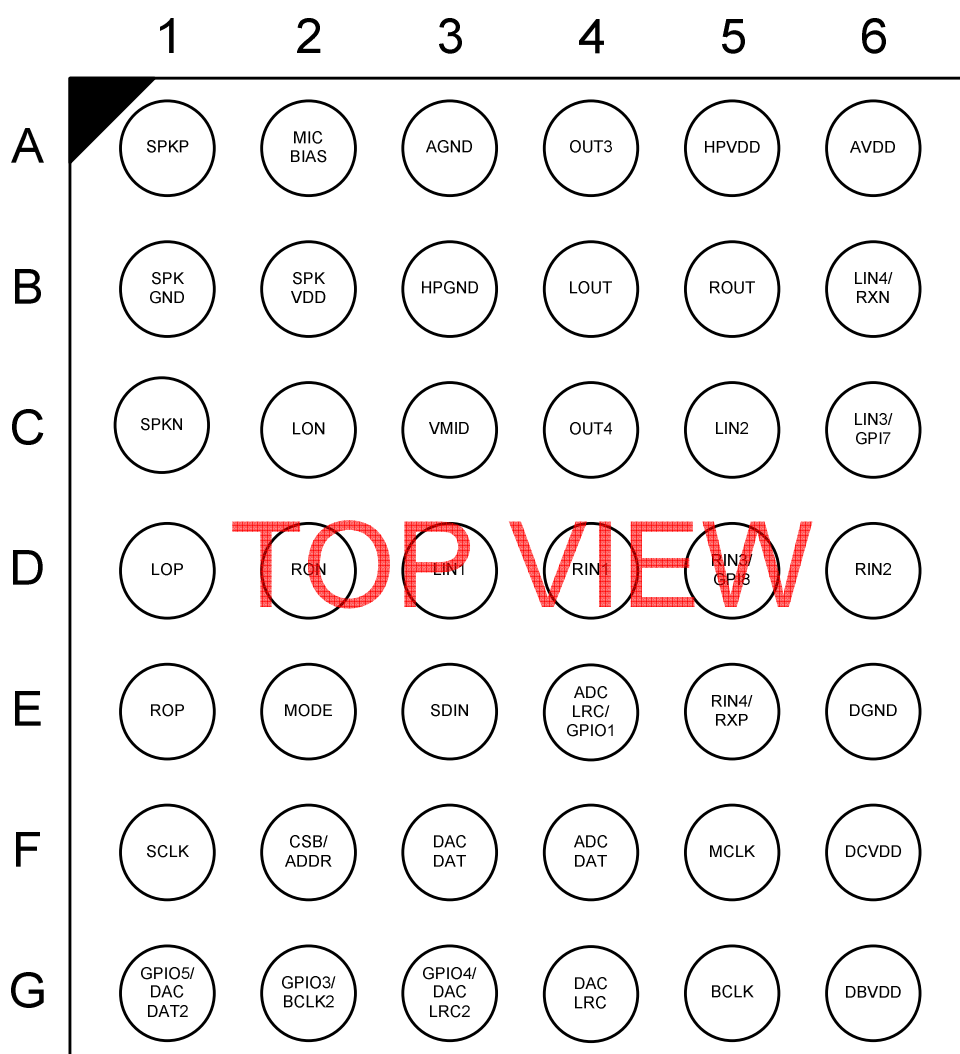 1 2 3 4 5 6
A
SPKP
MIC
BIAS
AGND
OUT3
HPVDD
AVDD
B
SPK
GND
SPK
VDD
HPGND
LOUT
ROUT
LIN4/
RXN
C
SPKN
LON
VMID
OUT4
LIN2
LIN3/
GPI7
TOP VIEW
D
LOP
RON
LIN1
RIN1
RIN3/
GPI8
RIN2
E
ROP
MODE
SDIN
ADC
LRC/
GPIO1
RIN4/
RXP
DGND
F
SCLK
CSB/
ADDR
DAC
DAT
ADC
DAT
MCLK
DCVDD
G
GPIO5/
DAC
DAT2
GPIO3/
BCLK2
GPIO4/
DAC
LRC2
DAC
LRC
BCLK
DBVDD